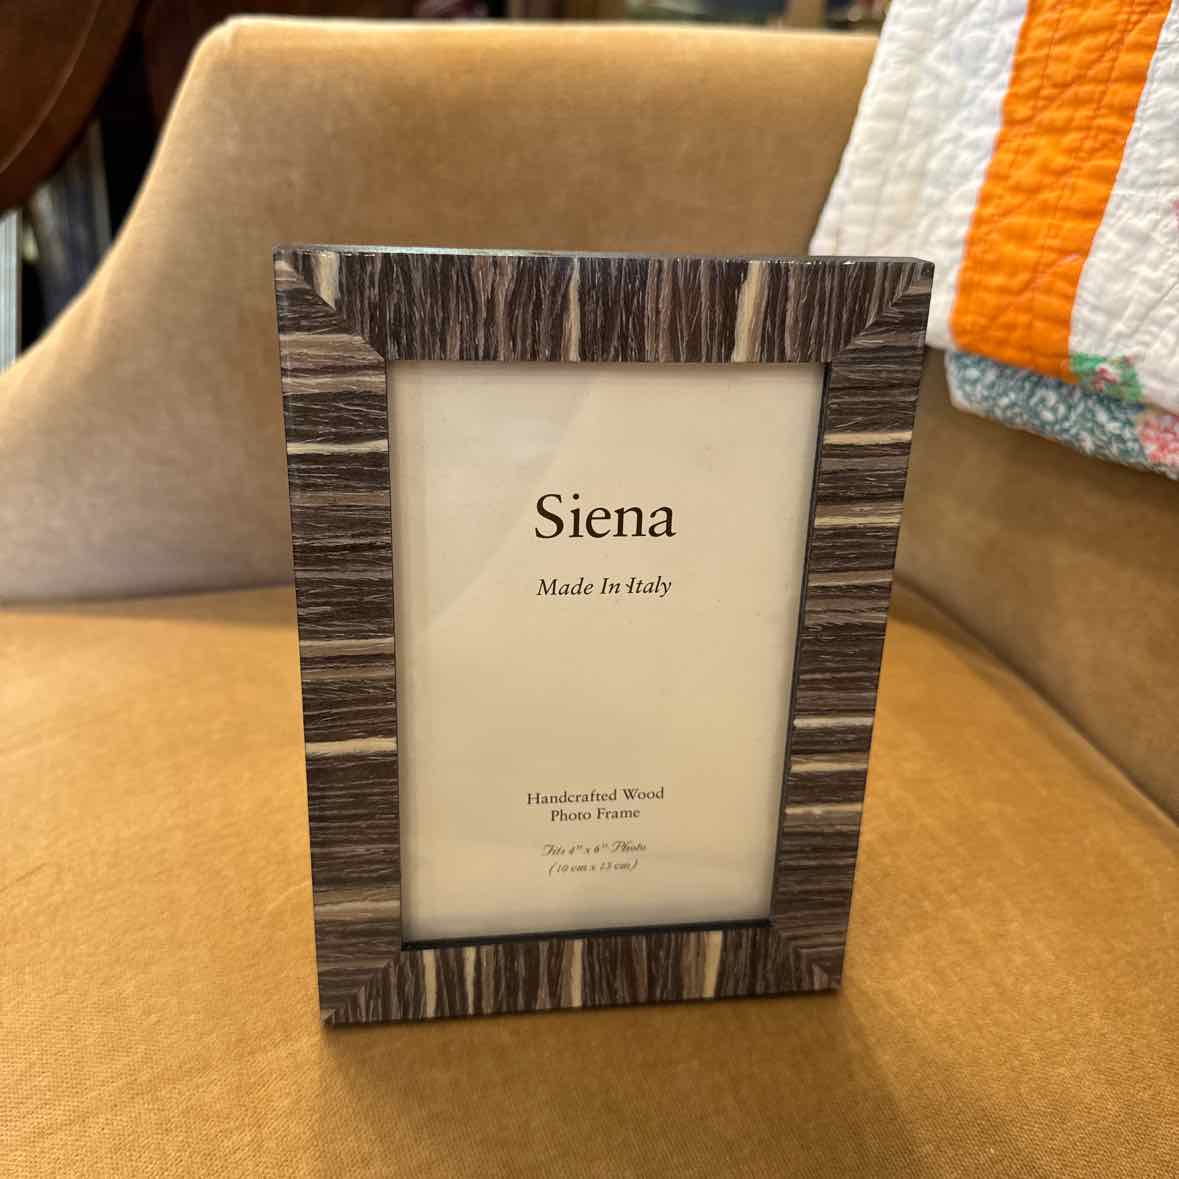 Siena
Made In Italy
Handcrafted Wood
Photo Frame
Fits 4" x 6" Photo
(10 cm x 15 cm)